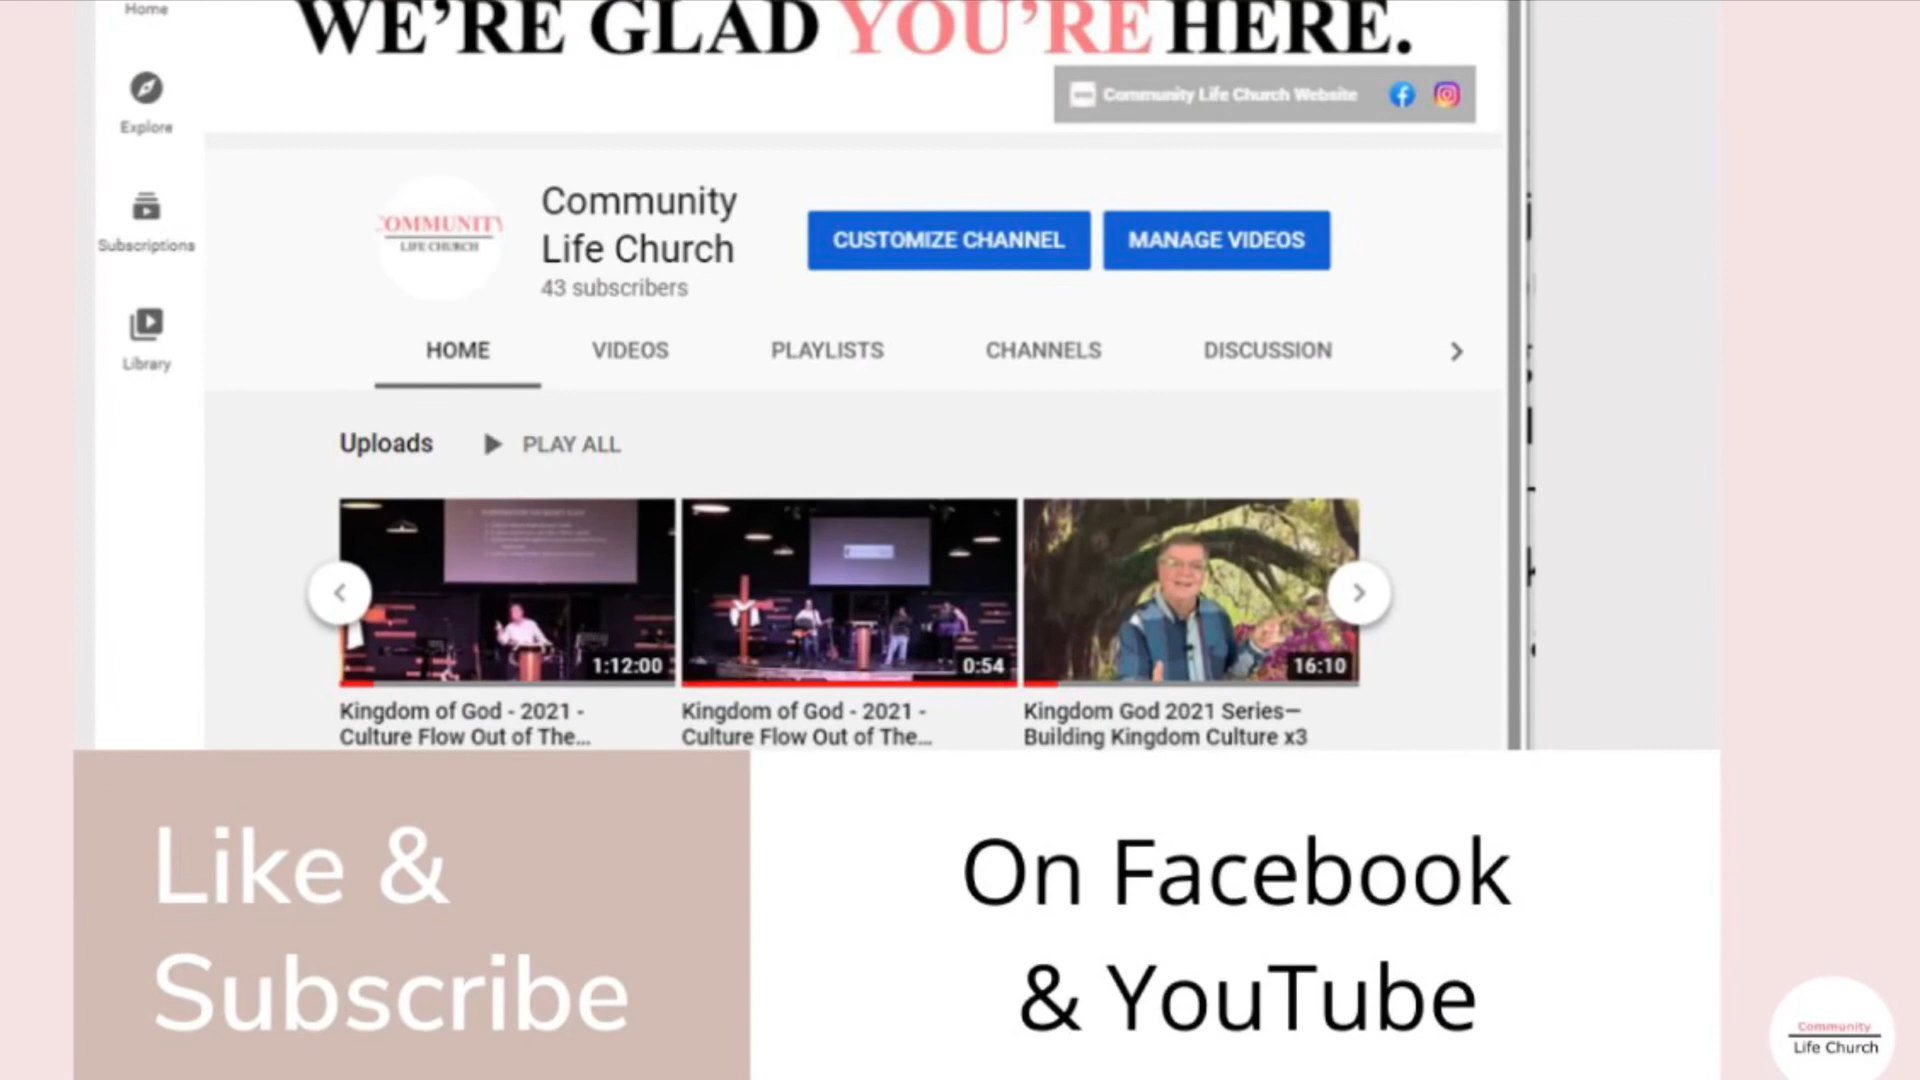 Home
WE’RE GLAD YOU’RE HERE.
Community Life Church Website
Explore
Subscriptions
Library
COMMUNITY
LIFE CHURCH
Community
Life Church
43 subscribers
CUSTOMIZE CHANNEL
MANAGE VIDEOS
HOME
VIDEOS
PLAYLISTS
CHANNELS
DISCUSSION
Uploads
PLAY ALL
1:12:00
0:54
16:10
Kingdom of God - 2021 -
Culture Flow Out of The...
Kingdom of God - 2021 -
Culture Flow Out of The...
Kingdom God 2021 Series—
Building Kingdom Culture x3
Like &
Subscribe
On Facebook
& YouTube
Community
Life Church